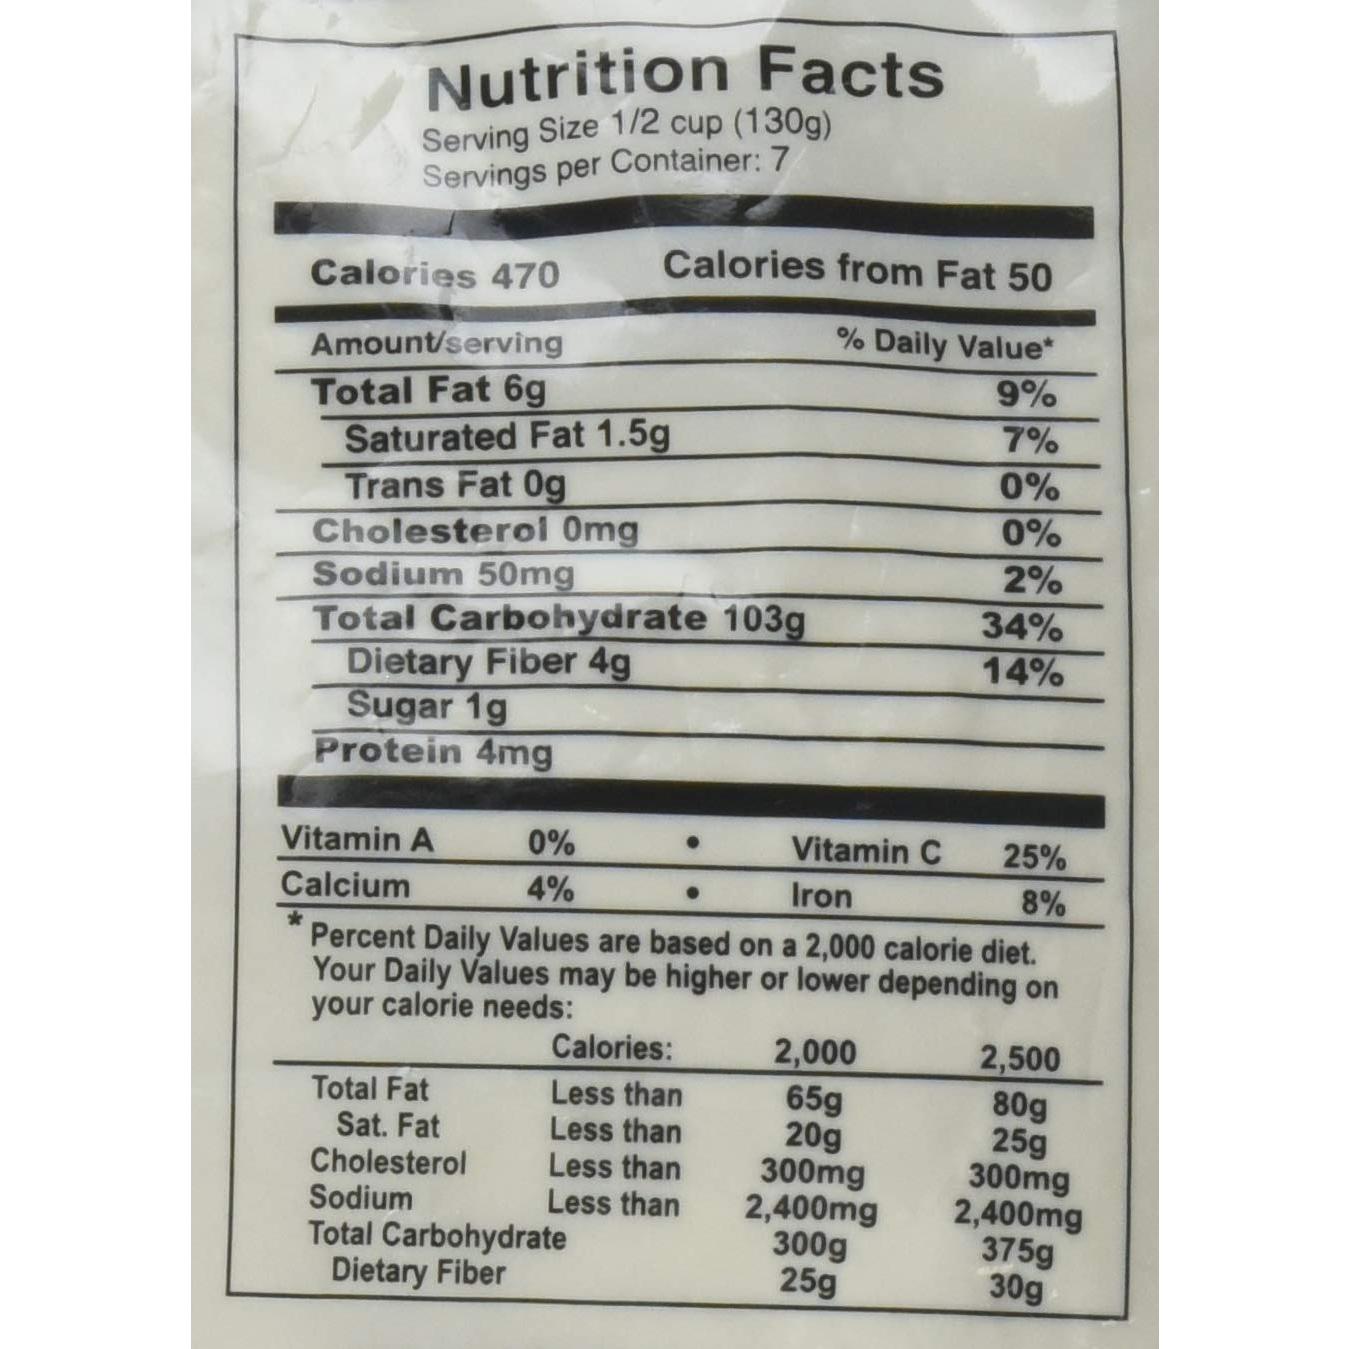 Nutrition Facts
Serving Size 1/2 cup (130g)
Servings per Container: 7
Calories 470 Calories from Fat 50
Amount/serving % Daily Value*
Total Fat 6g 9%
Saturated Fat 1.5g 7%
Trans Fat 0g 0%
Cholesterol 0mg 0%
Sodium 50mg 2%
Total Carbohydrate 103g 34%
Dietary Fiber 4g 14%
Sugar 1g
Protein 4mg
Vitamin A 0% • Vitamin C 25%
Calcium 4% • Iron 8%
* Percent Daily Values are based on a 2,000 calorie diet.
Your Daily Values may be higher or lower depending on
your calorie needs:
Calories: 2,000 2,500
Total Fat Less than 65g 80g
Sat. Fat Less than 20g 25g
Cholesterol Less than 300mg 300mg
Sodium Less than 2,400mg 2,400mg
Total Carbohydrate 300g 375g
Dietary Fiber 25g 30g